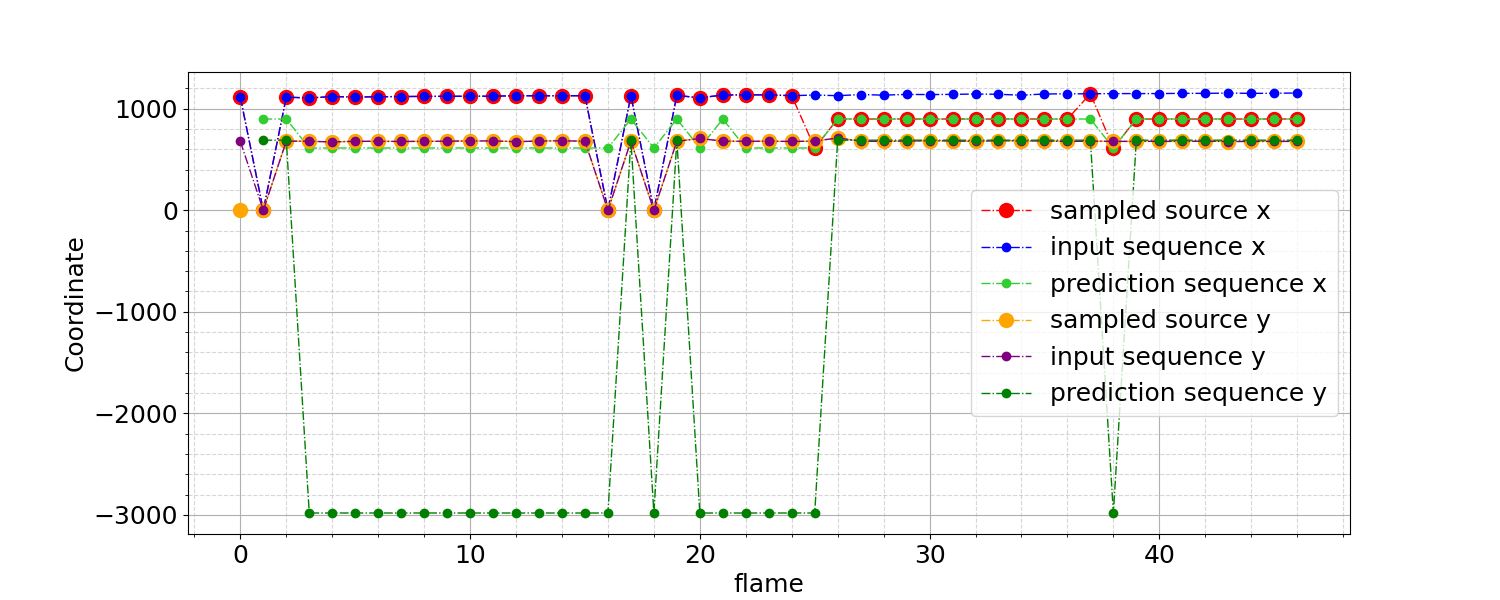 1000
0
−1000
−2000
−3000
Coordinate
0 10 20 30 40
flame
sampled source x
input sequence x
prediction sequence x
sampled source y
input sequence y
prediction sequence y